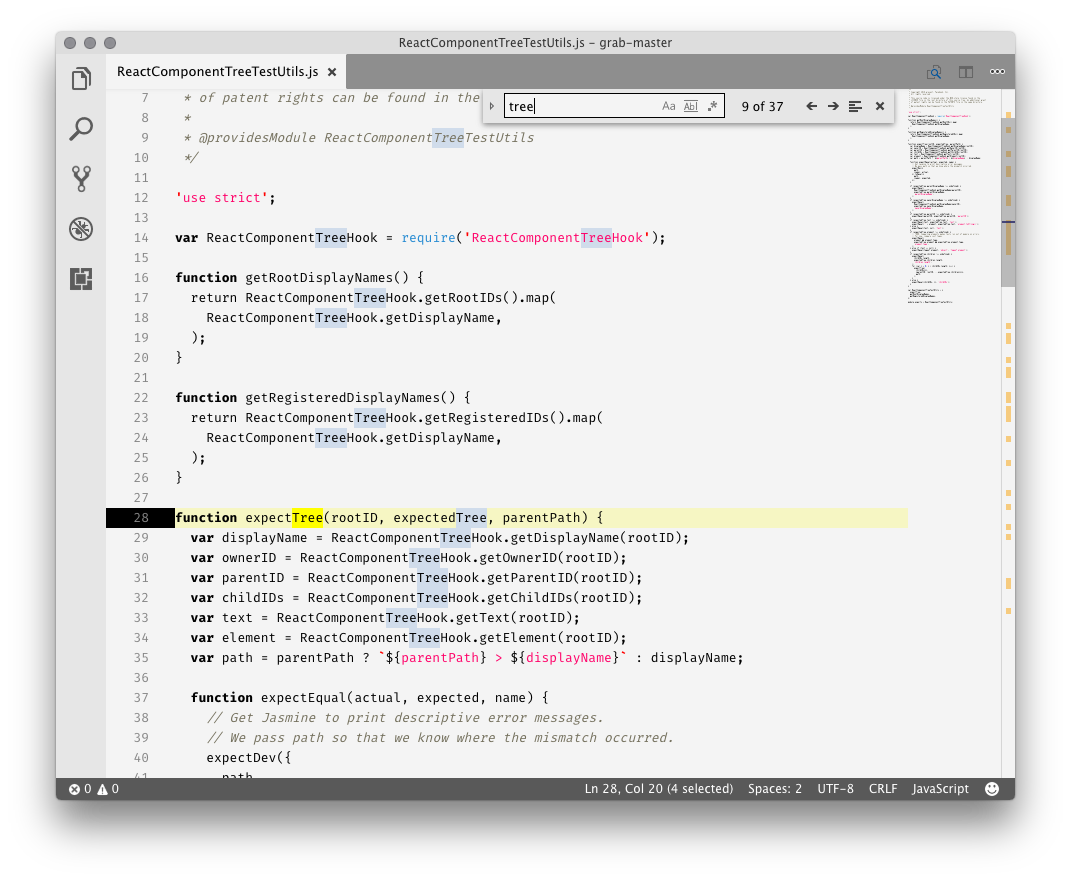 ReactComponentTreeTestUtils.js – grab-master
ReactComponentTreeTestUtils.js ×
tree Aa Abl .* 9 of 37
7 * of patent rights can be found in the
8 *
9 * @providesModule ReactComponentTreeTestUtils
10 */
11
12 'use strict';
13
14 var ReactComponentTreeHook = require('ReactComponentTreeHook');
15
16 function getRootDisplayNames() {
17 return ReactComponentTreeHook.getRootIDs().map(
18 ReactComponentTreeHook.getDisplayName,
19 );
20 }
21
22 function getRegisteredDisplayNames() {
23 return ReactComponentTreeHook.getRegisteredIDs().map(
24 ReactComponentTreeHook.getDisplayName,
25 );
26 }
27
28 function expectTree(rootID, expectedTree, parentPath) {
29 var displayName = ReactComponentTreeHook.getDisplayName(rootID);
30 var ownerID = ReactComponentTreeHook.getOwnerID(rootID);
31 var parentID = ReactComponentTreeHook.getParentID(rootID);
32 var childIDs = ReactComponentTreeHook.getChildIDs(rootID);
33 var text = ReactComponentTreeHook.getText(rootID);
34 var element = ReactComponentTreeHook.getElement(rootID);
35 var path = parentPath ? `${parentPath} > ${displayName}` : displayName;
36
37 function expectEqual(actual, expected, name) {
38 // Get Jasmine to print descriptive error messages.
39 // We pass path so that we know where the mismatch occurred.
40 expectDev({
41 path
0 0 Ln 28, Col 20 (4 selected) Spaces: 2 UTF-8 CRLF JavaScript